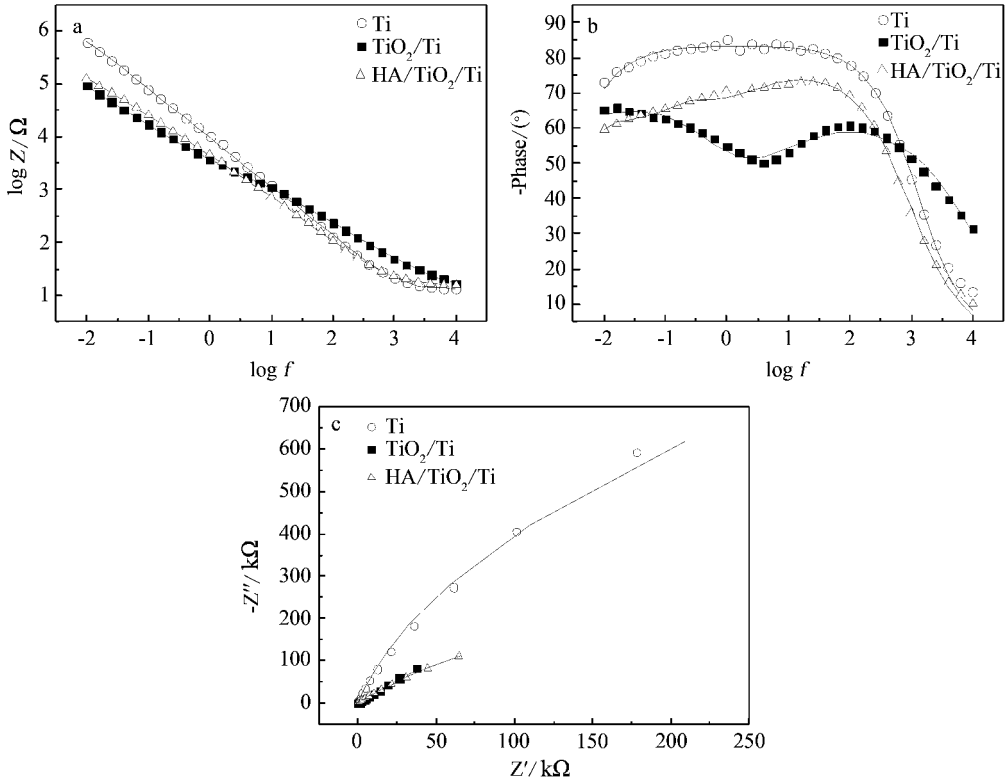 a
Ti
TiO₂/Ti
HA/TiO₂/Ti
6
5
4
3
2
1
log Z / Ω
-2 -1 0 1 2 3 4
log f
b
Ti
TiO₂/Ti
HA/TiO₂/Ti
90
80
70
60
50
40
30
20
10
-Phase/(°)
-2 -1 0 1 2 3 4
log f
c
Ti
TiO₂/Ti
HA/TiO₂/Ti
700
600
500
400
300
200
100
0
-Z″/ kΩ
0 50 100 150 200 250
Z′/ kΩ